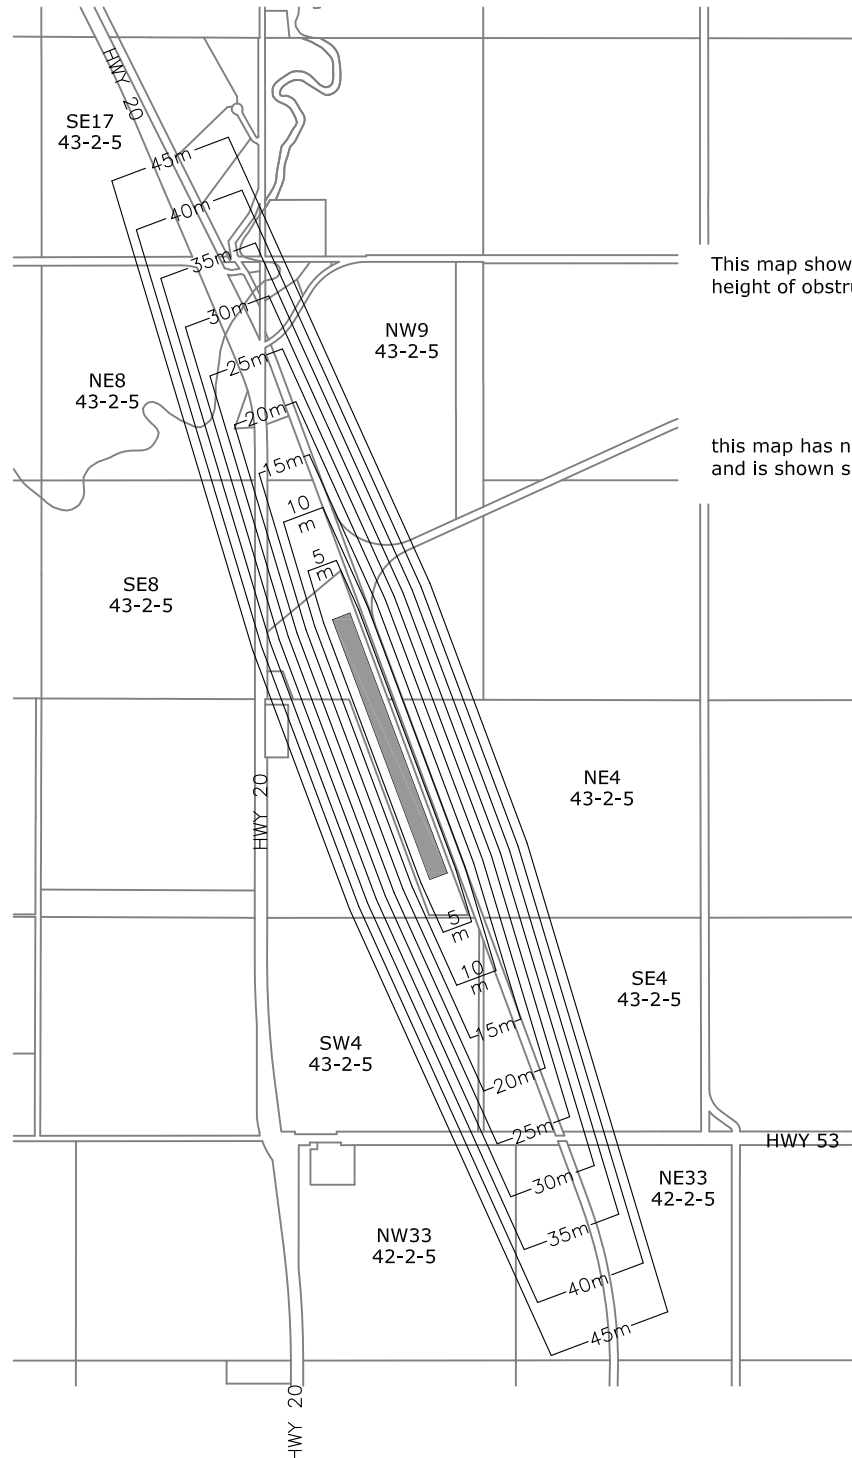 HWY 20
SE17
43-2-5
45m
40m
35m
30m
This map show
height of obstr
NW9
43-2-5
NE8
43-2-5
25m
20m
this map has n
and is shown s
15m
10
m
5
m
SE8
43-2-5
NE4
43-2-5
HWY 20
5
m
10
m
SE4
43-2-5
15m
SW4
43-2-5
20m
25m
HWY 53
30m
NE33
42-2-5
35m
NW33
42-2-5
40m
45m
HWY 20